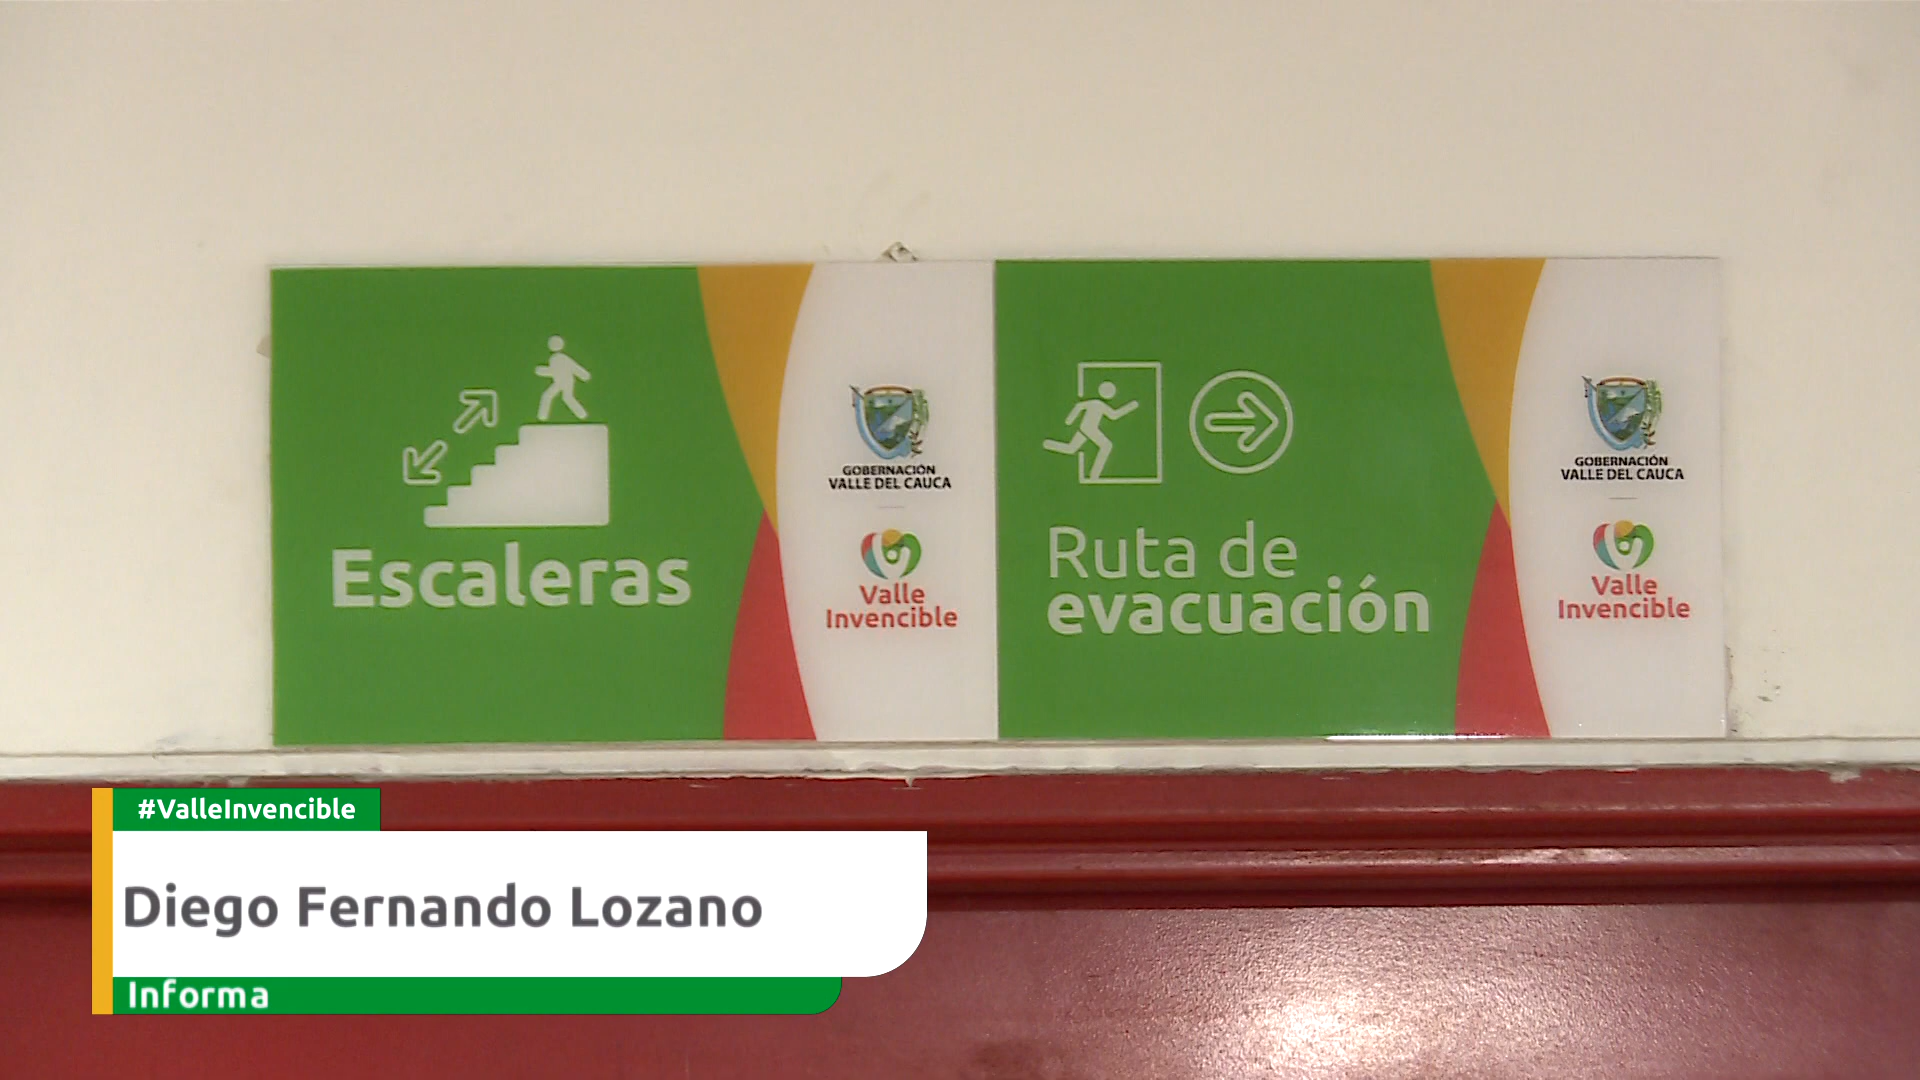 Escaleras
GOBERNACIÓN
VALLE DEL CAUCA
Valle
Invencible
Ruta de
evacuación
GOBERNACIÓN
VALLE DEL CAUCA
Valle
Invencible
#ValleInvencible
Diego Fernando Lozano
Informa